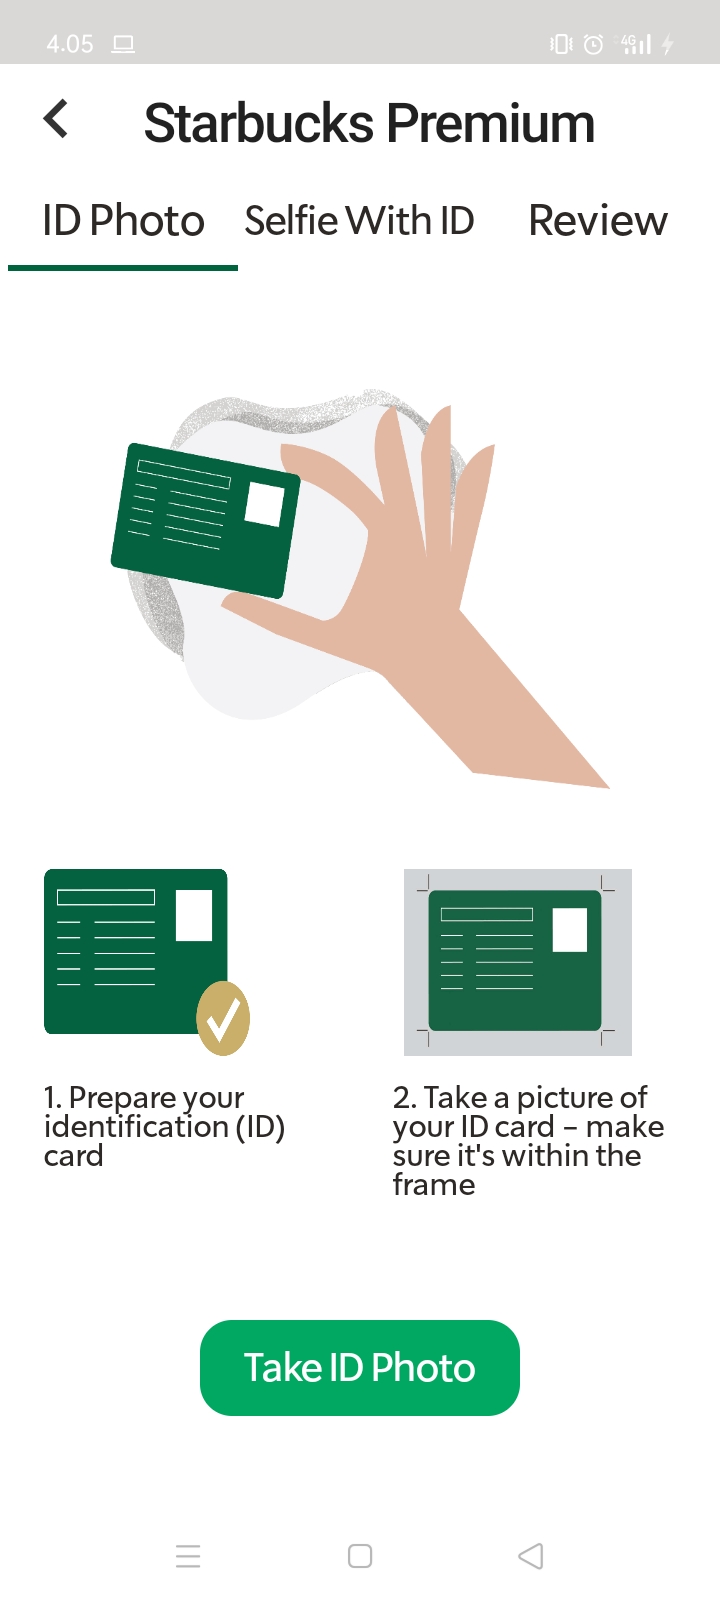 4.05
4G
Starbucks Premium
ID Photo
Selfie With ID
Review
1. Prepare your
identification (ID)
card
2. Take a picture of
your ID card – make
sure it's within the
frame
Take ID Photo